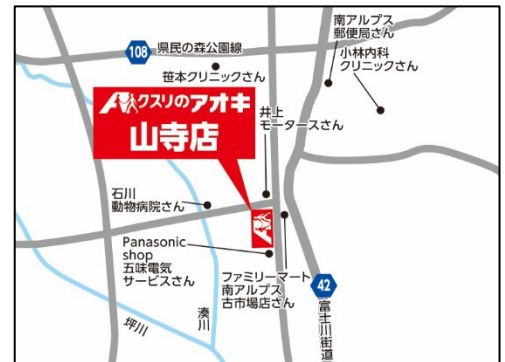 108
県民の森公園線
笹本クリニックさん
南アルプス
郵便局さん
小林内科
クリニックさん
クスリのアオキ
山寺店
井上
モータースさん
石川
動物病院さん
Panasonic
shop
五味電気
サービスさん
ファミリーマート
南アルプス
古市場店さん
42
富士川街道
湊川
坪川